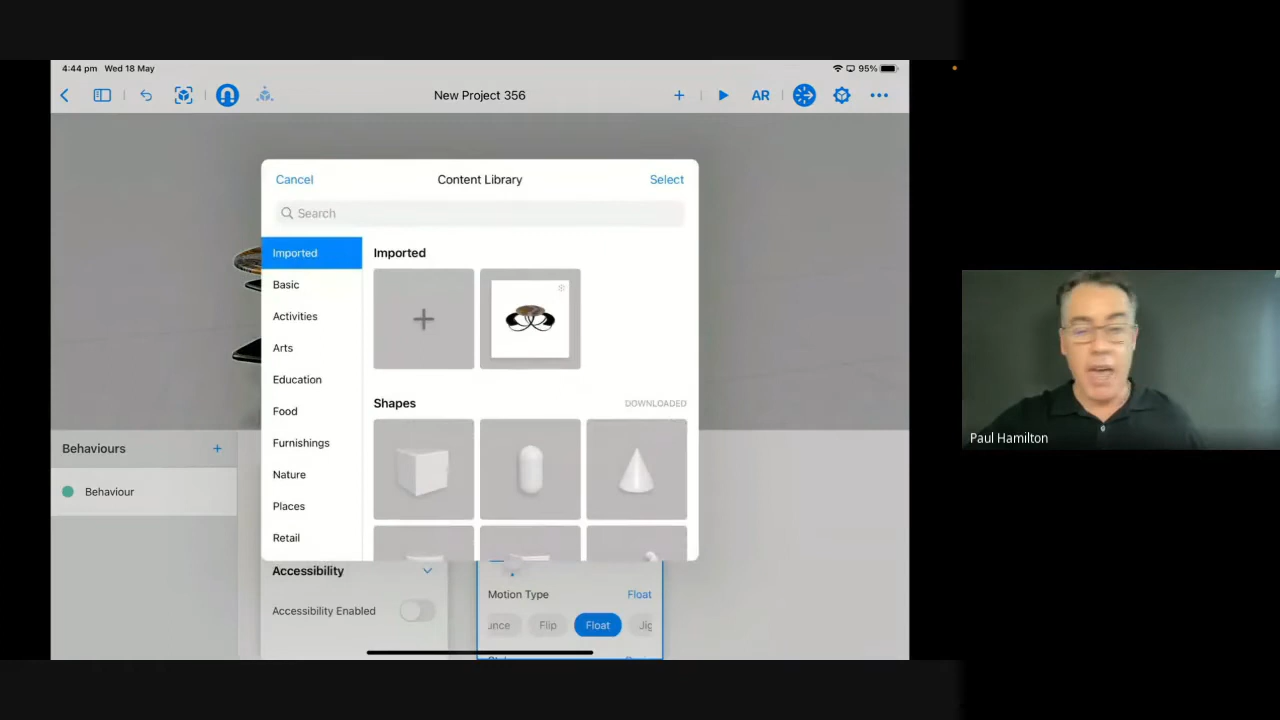 4:44 pm Wed 18 May
95%
New Project 356
AR
Cancel
Content Library
Select
Search
Imported
Basic
Activities
Arts
Education
Food
Furnishings
Nature
Places
Retail
Imported
Shapes
DOWNLOADED
Behaviours
Behaviour
Accessibility
Accessibility Enabled
Motion Type
Float
unce
Flip
Float
Jig
Paul Hamilton